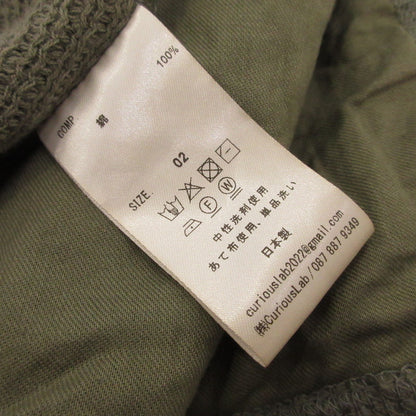 COMP 綿 100%
SIZE. 02
F W
中性洗剤使用
あて布使用、単品洗い
日本製
curiouslab2022@gmail.com
㈱CuriousLab/087 887 9349